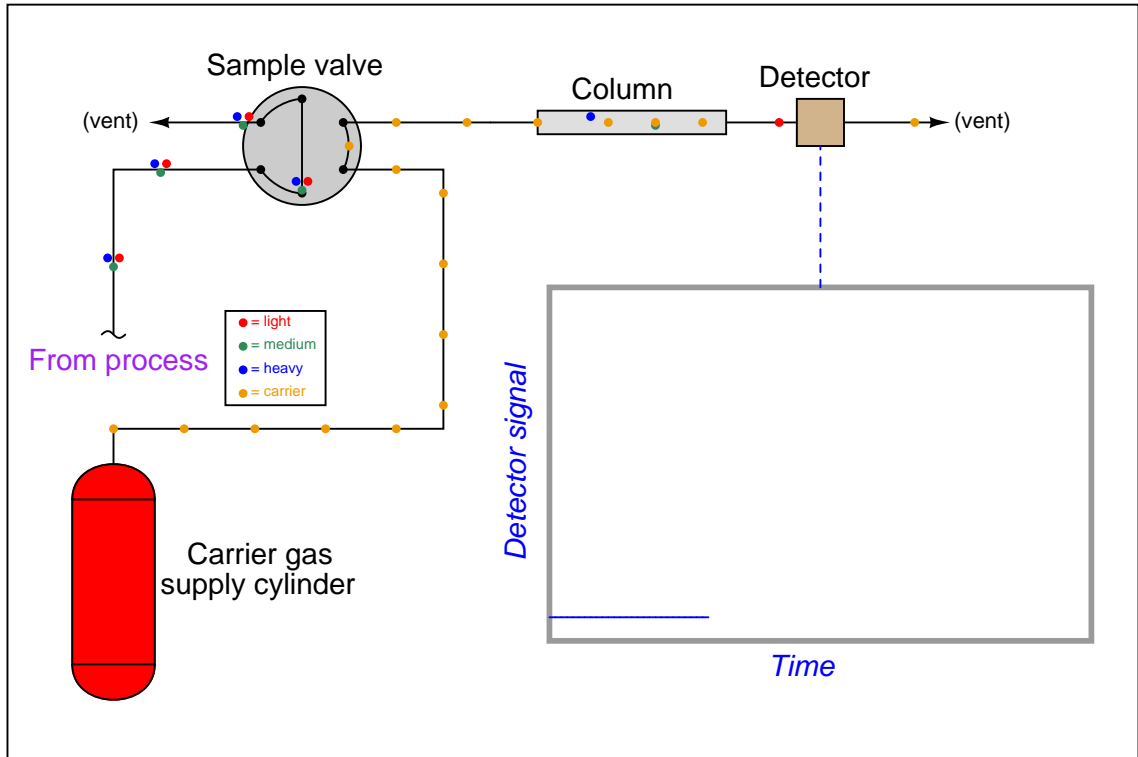 Sample valve
Column
Detector
(vent)
(vent)
= light
= medium
= heavy
= carrier
From process
Detector signal
Carrier gas
supply cylinder
Time